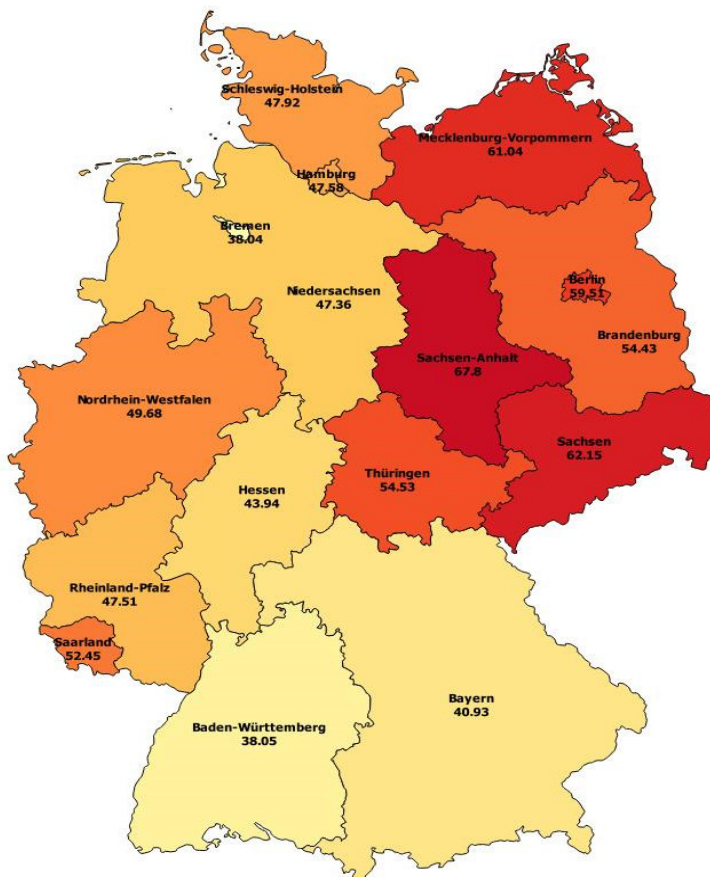 Schleswig-Holstein
47.92
Mecklenburg-Vorpommern
61.04
Hamburg
47.58
Bremen
38.04
Berlin
59.51
Niedersachsen
47.36
Brandenburg
54.43
Sachsen-Anhalt
67.8
Nordrhein-Westfalen
49.68
Sachsen
62.15
Thüringen
54.53
Hessen
43.94
Rheinland-Pfalz
47.51
Saarland
52.45
Bayern
40.93
Baden-Württemberg
38.05